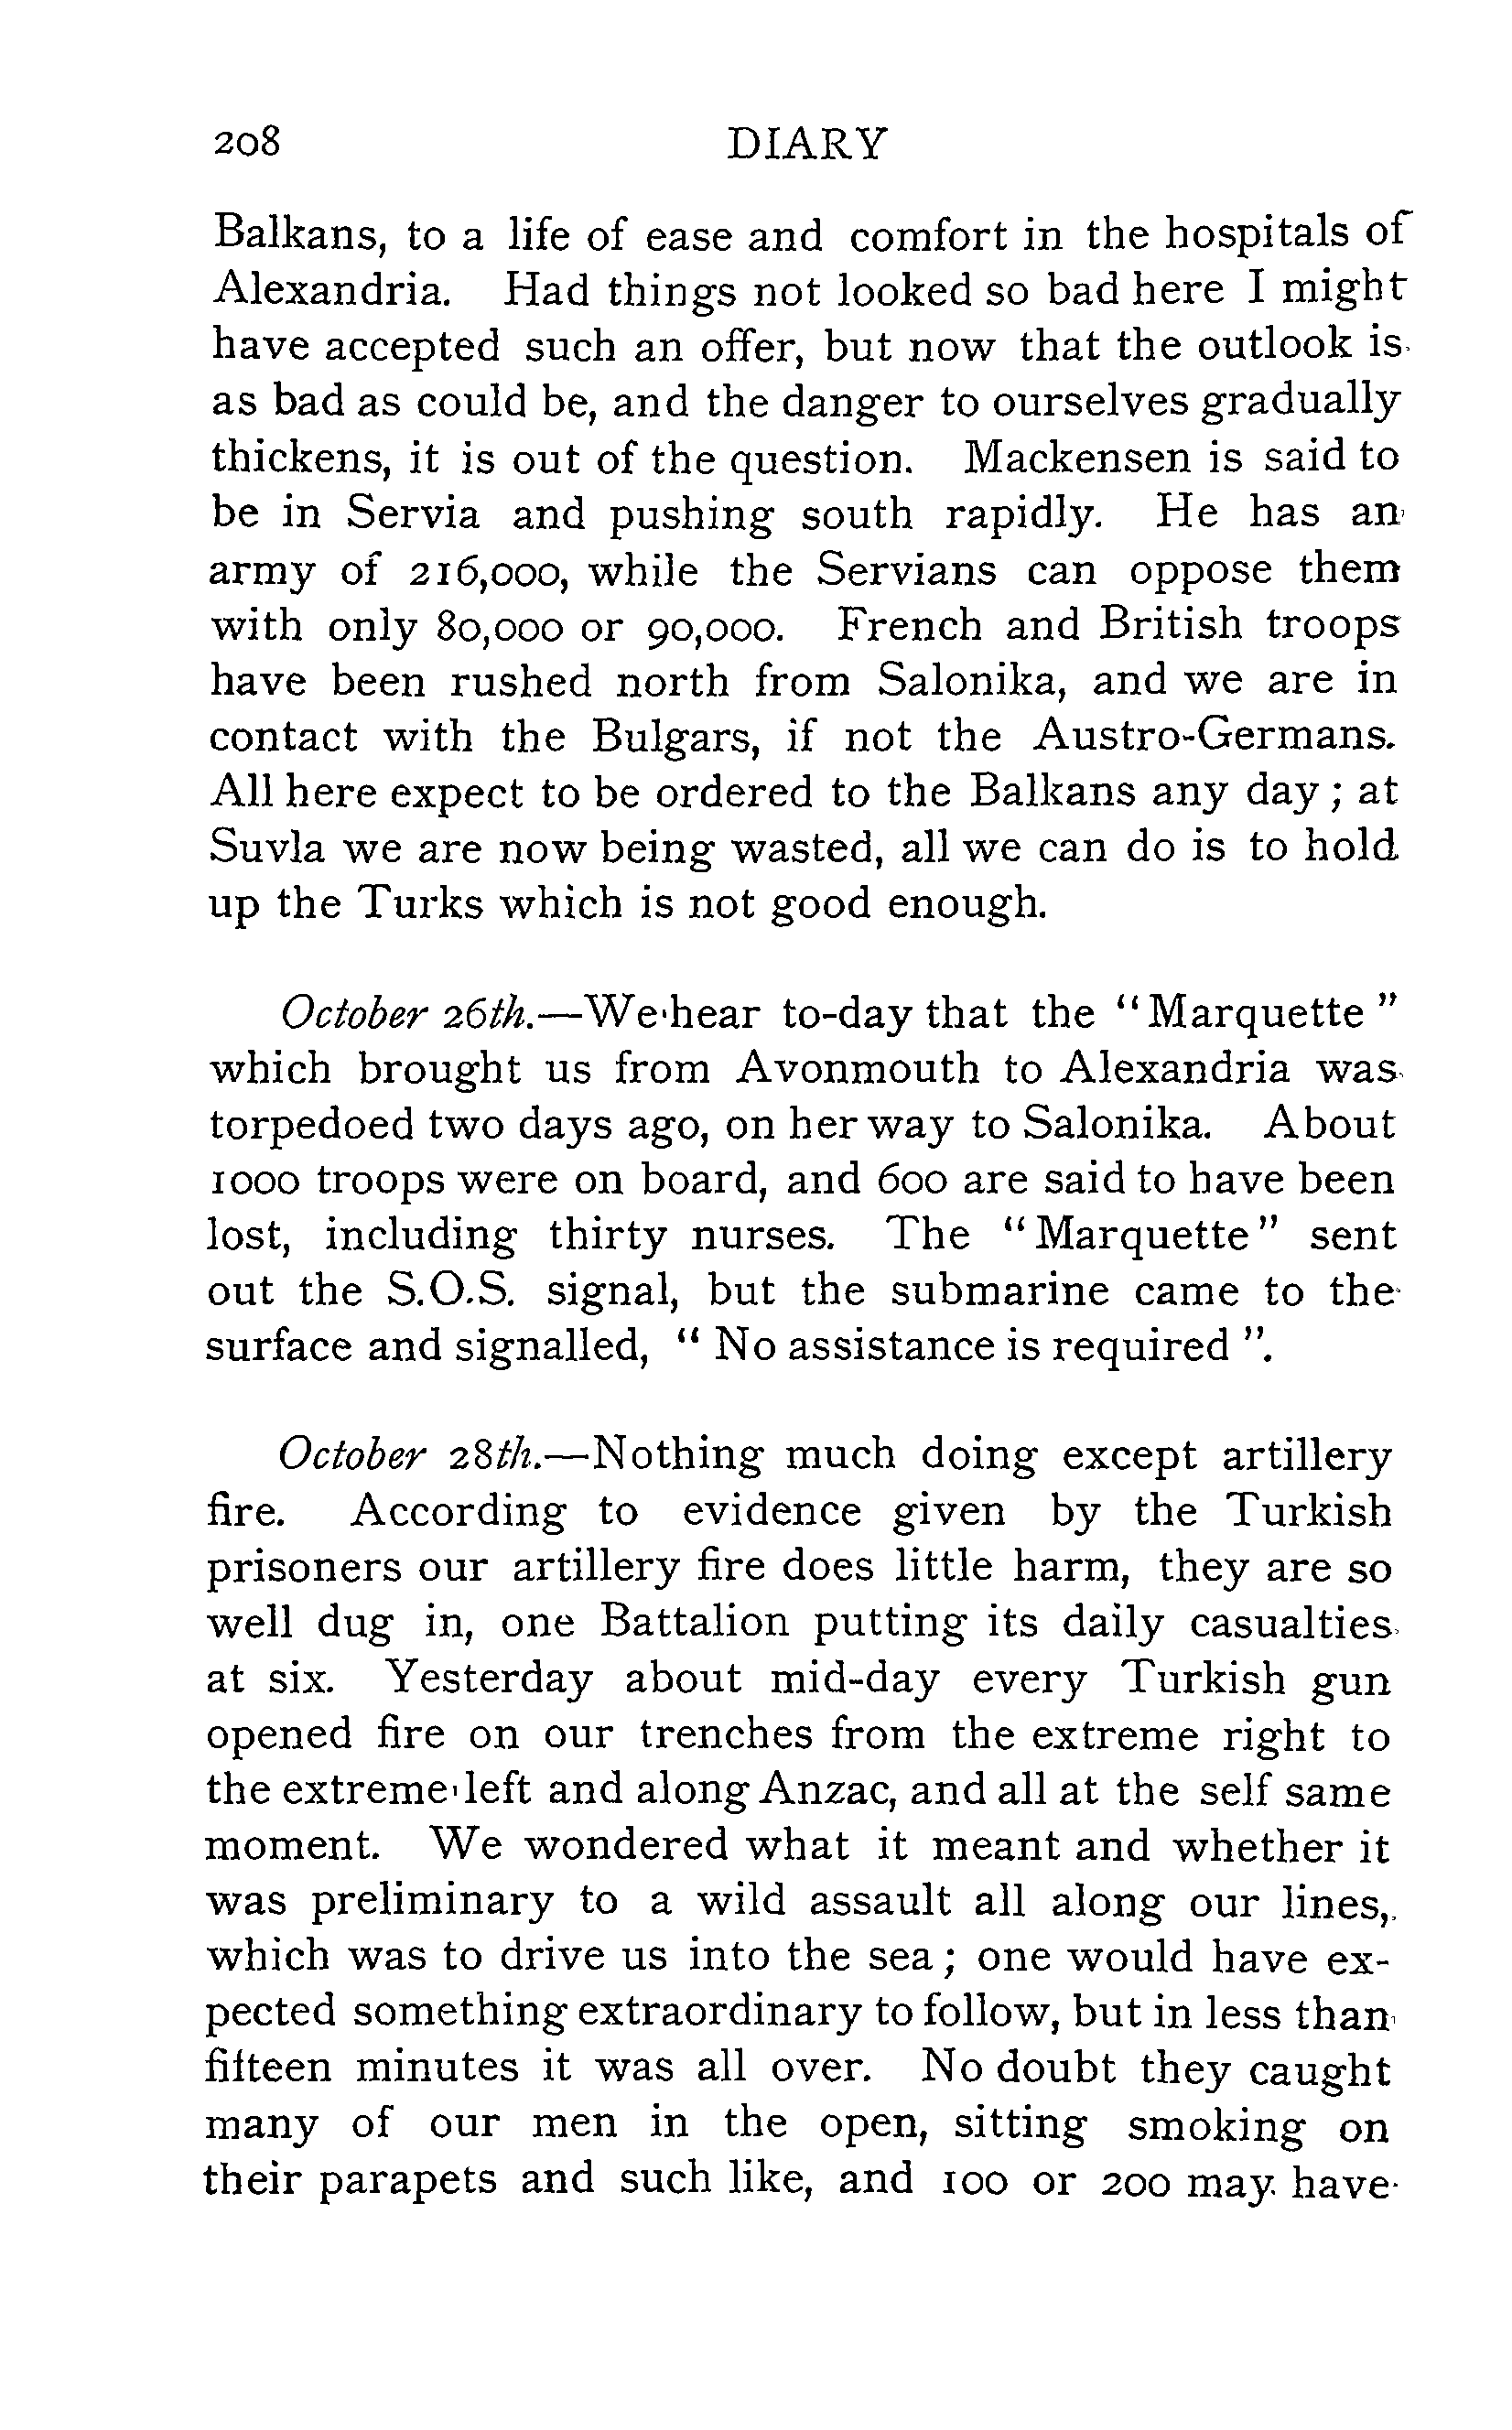 208 DIARY
Balkans, to a life of ease and comfort in the hospitals of
Alexandria. Had things not looked so bad here I might
have accepted such an offer, but now that the outlook is
as bad as could be, and the danger to ourselves gradually
thickens, it is out of the question. Mackensen is said to
be in Servia and pushing south rapidly. He has an
army of 216,000, while the Servians can oppose them
with only 80,000 or 90,000. French and British troops
have been rushed north from Salonika, and we are in
contact with the Bulgars, if not the Austro-Germans.
All here expect to be ordered to the Balkans any day; at
Suvla we are now being wasted, all we can do is to hold
up the Turks which is not good enough.
October 26th.—We hear to-day that the "Marquette"
which brought us from Avonmouth to Alexandria was
torpedoed two days ago, on her way to Salonika. About
1000 troops were on board, and 600 are said to have been
lost, including thirty nurses. The "Marquette" sent
out the S.O.S. signal, but the submarine came to the
surface and signalled, "No assistance is required".
October 28th.—Nothing much doing except artillery
fire. According to evidence given by the Turkish
prisoners our artillery fire does little harm, they are so
well dug in, one Battalion putting its daily casualties
at six. Yesterday about mid-day every Turkish gun
opened fire on our trenches from the extreme right to
the extreme left and along Anzac, and all at the self same
moment. We wondered what it meant and whether it
was preliminary to a wild assault all along our lines,
which was to drive us into the sea; one would have ex-
pected something extraordinary to follow, but in less than
fifteen minutes it was all over. No doubt they caught
many of our men in the open, sitting smoking on
their parapets and such like, and 100 or 200 may have